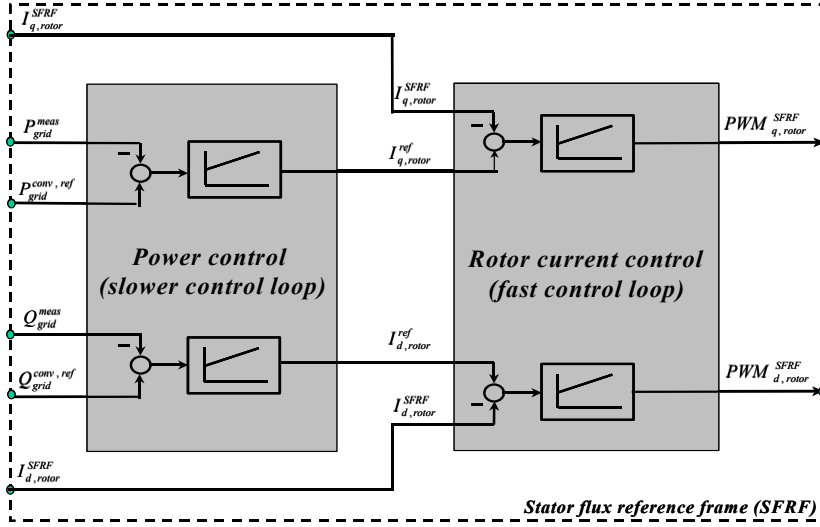 I_{q,rotor}^{SFRF}
P_{grid}^{meas}
P_{grid}^{conv,ref}
Power control
(slower control loop)
Q_{grid}^{meas}
Q_{grid}^{conv,ref}
I_{d,rotor}^{SFRF}
I_{q,rotor}^{SFRF}
I_{q,rotor}^{ref}
I_{d,rotor}^{ref}
I_{d,rotor}^{SFRF}
Rotor current control
(fast control loop)
PWM_{q,rotor}^{SFRF}
PWM_{d,rotor}^{SFRF}
Stator flux reference frame (SFRF)